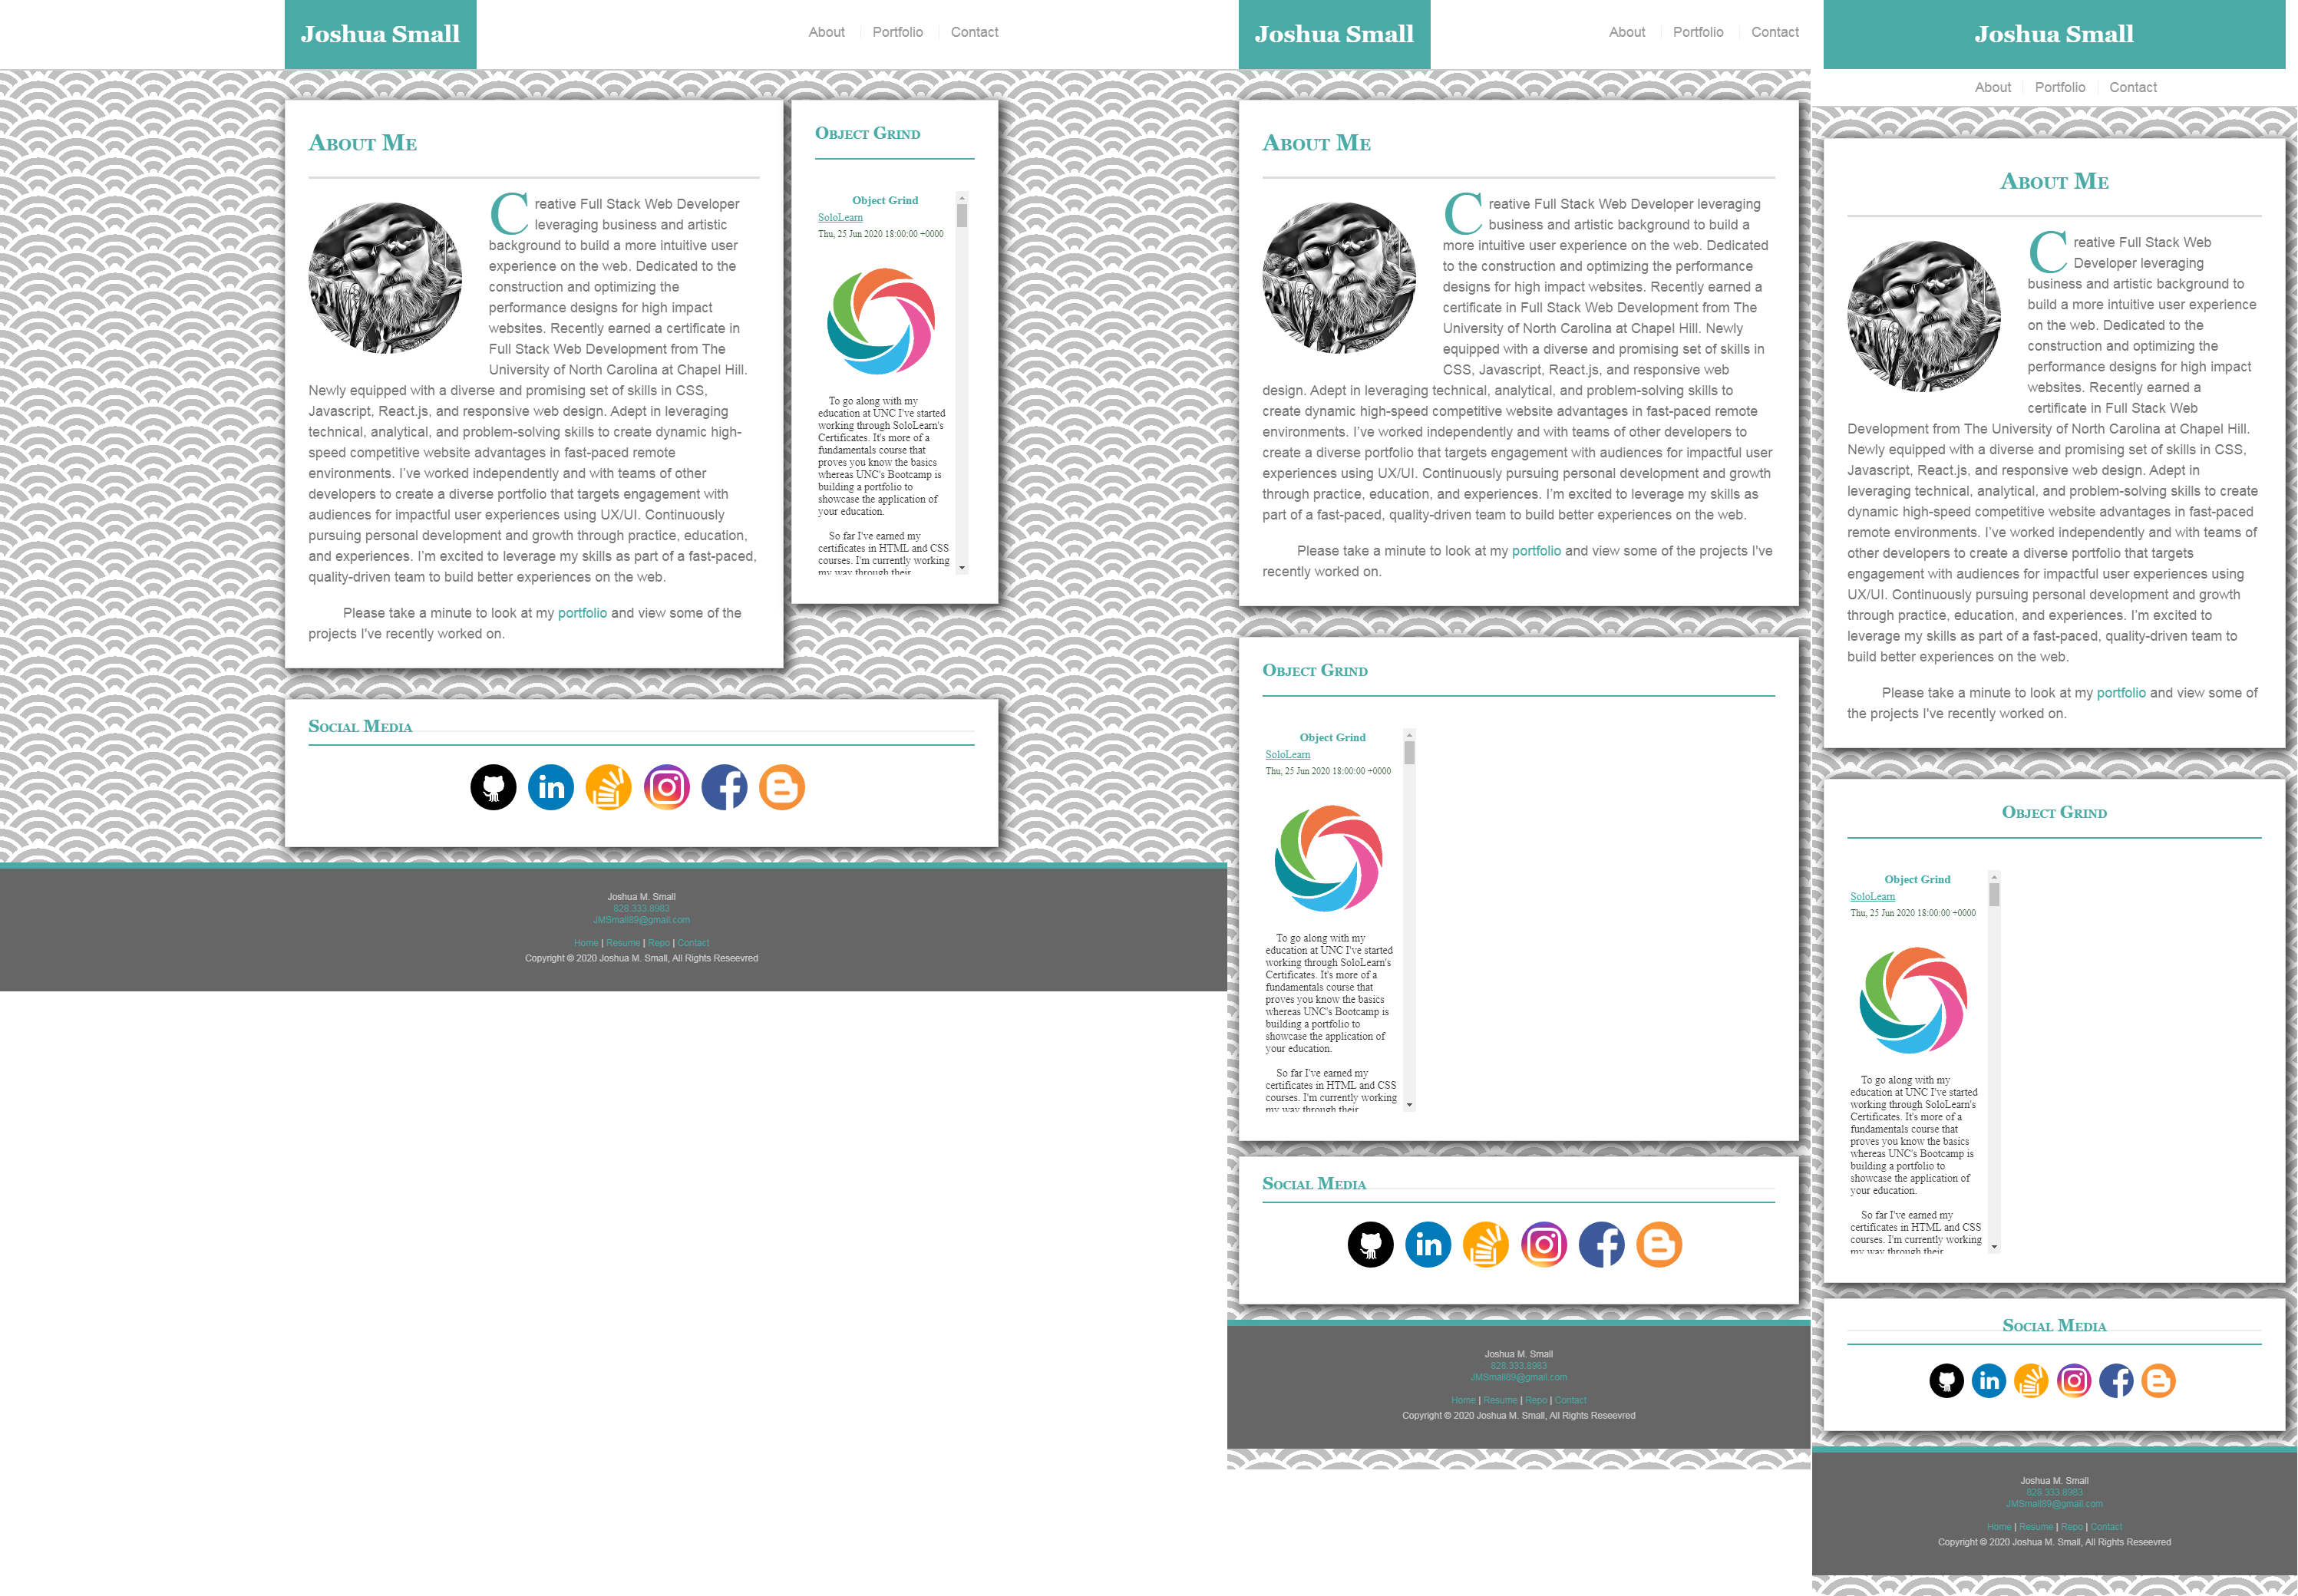 Joshua Small
About
Portfolio
Contact
About Me
Creative Full Stack Web Developer
leveraging business and artistic
background to build a more intuitive user
experience on the web. Dedicated to the
construction and optimizing the
performance designs for high impact
websites. Recently earned a certificate in
Full Stack Web Development from The
University of North Carolina at Chapel Hill.
Newly equipped with a diverse and promising set of skills in CSS,
Javascript, React.js, and responsive web design. Adept in leveraging
technical, analytical, and problem-solving skills to create dynamic high-
speed competitive website advantages in fast-paced remote
environments. I’ve worked independently and with teams of other
developers to create a diverse portfolio that targets engagement with
audiences for impactful user experiences using UX/UI. Continuously
pursuing personal development and growth through practice, education,
and experiences. I’m excited to leverage my skills as part of a fast-paced,
quality-driven team to build better experiences on the web.
Please take a minute to look at my portfolio and view some of the
projects I've recently worked on.
Object Grind
Object Grind
SoloLearn
Thu, 25 Jun 2020 18:00:00 +0000
To go along with my
education at UNC I've started
working through SoloLearn's
Certificates. It's more of a
fundamentals course that
proves you know the basics
whereas UNC's Bootcamp is
building a portfolio to
showcase the application of
your education.
So far I've earned my
certificates in HTML and CSS
courses. I'm currently working
my way through their
Social Media
in
Joshua M. Small
828.333.8983
JMSmall89@gmail.com
Home | Resume | Repo | Contact
Copyright © 2020 Joshua M. Small, All Rights Reseevred
Joshua Small
About
Portfolio
Contact
About Me
Creative Full Stack Web Developer leveraging
business and artistic background to build a
more intuitive user experience on the web. Dedicated
to the construction and optimizing the performance
designs for high impact websites. Recently earned a
certificate in Full Stack Web Development from The
University of North Carolina at Chapel Hill. Newly
equipped with a diverse and promising set of skills in
CSS, Javascript, React.js, and responsive web
design. Adept in leveraging technical, analytical, and problem-solving skills to
create dynamic high-speed competitive website advantages in fast-paced remote
environments. I’ve worked independently and with teams of other developers to
create a diverse portfolio that targets engagement with audiences for impactful user
experiences using UX/UI. Continuously pursuing personal development and growth
through practice, education, and experiences. I’m excited to leverage my skills as
part of a fast-paced, quality-driven team to build better experiences on the web.
Please take a minute to look at my portfolio and view some of the projects I've
recently worked on.
Object Grind
Object Grind
SoloLearn
Thu, 25 Jun 2020 18:00:00 +0000
To go along with my
education at UNC I've started
working through SoloLearn's
Certificates. It's more of a
fundamentals course that
proves you know the basics
whereas UNC's Bootcamp is
building a portfolio to
showcase the application of
your education.
So far I've earned my
certificates in HTML and CSS
courses. I'm currently working
my way through their
Social Media
in
Joshua M. Small
828.333.8983
JMSmall89@gmail.com
Home | Resume | Repo | Contact
Copyright © 2020 Joshua M. Small, All Rights Reseevred
Joshua Small
About
Portfolio
Contact
About Me
Creative Full Stack Web
Developer leveraging
business and artistic background to
build a more intuitive user experience
on the web. Dedicated to the
construction and optimizing the
performance designs for high impact
websites. Recently earned a
certificate in Full Stack Web
Development from The University of North Carolina at Chapel Hill.
Newly equipped with a diverse and promising set of skills in CSS,
Javascript, React.js, and responsive web design. Adept in
leveraging technical, analytical, and problem-solving skills to create
dynamic high-speed competitive website advantages in fast-paced
remote environments. I’ve worked independently and with teams of
other developers to create a diverse portfolio that targets
engagement with audiences for impactful user experiences using
UX/UI. Continuously pursuing personal development and growth
through practice, education, and experiences. I’m excited to
leverage my skills as part of a fast-paced, quality-driven team to
build better experiences on the web.
Please take a minute to look at my portfolio and view some of
the projects I've recently worked on.
Object Grind
Object Grind
SoloLearn
Thu, 25 Jun 2020 18:00:00 +0000
To go along with my
education at UNC I've started
working through SoloLearn's
Certificates. It's more of a
fundamentals course that
proves you know the basics
whereas UNC's Bootcamp is
building a portfolio to
showcase the application of
your education.
So far I've earned my
certificates in HTML and CSS
courses. I'm currently working
my way through their
Social Media
in
Joshua M. Small
828.333.8983
JMSmall89@gmail.com
Home | Resume | Repo | Contact
Copyright © 2020 Joshua M. Small, All Rights Reseevred